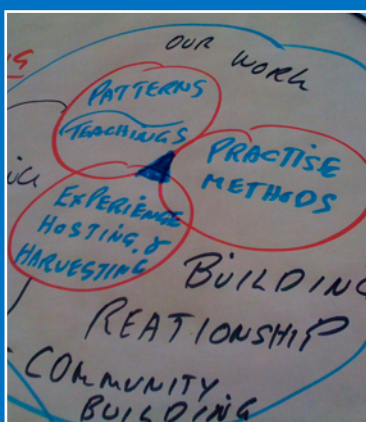 OUR WORK
PATTERNS
TEACHINGS
PRACTISE
METHODS
EXPERIENCE
HOSTING, &
HARVESTING
BUILDING
REATIONSHIP
COMMUNITY
BUILDING